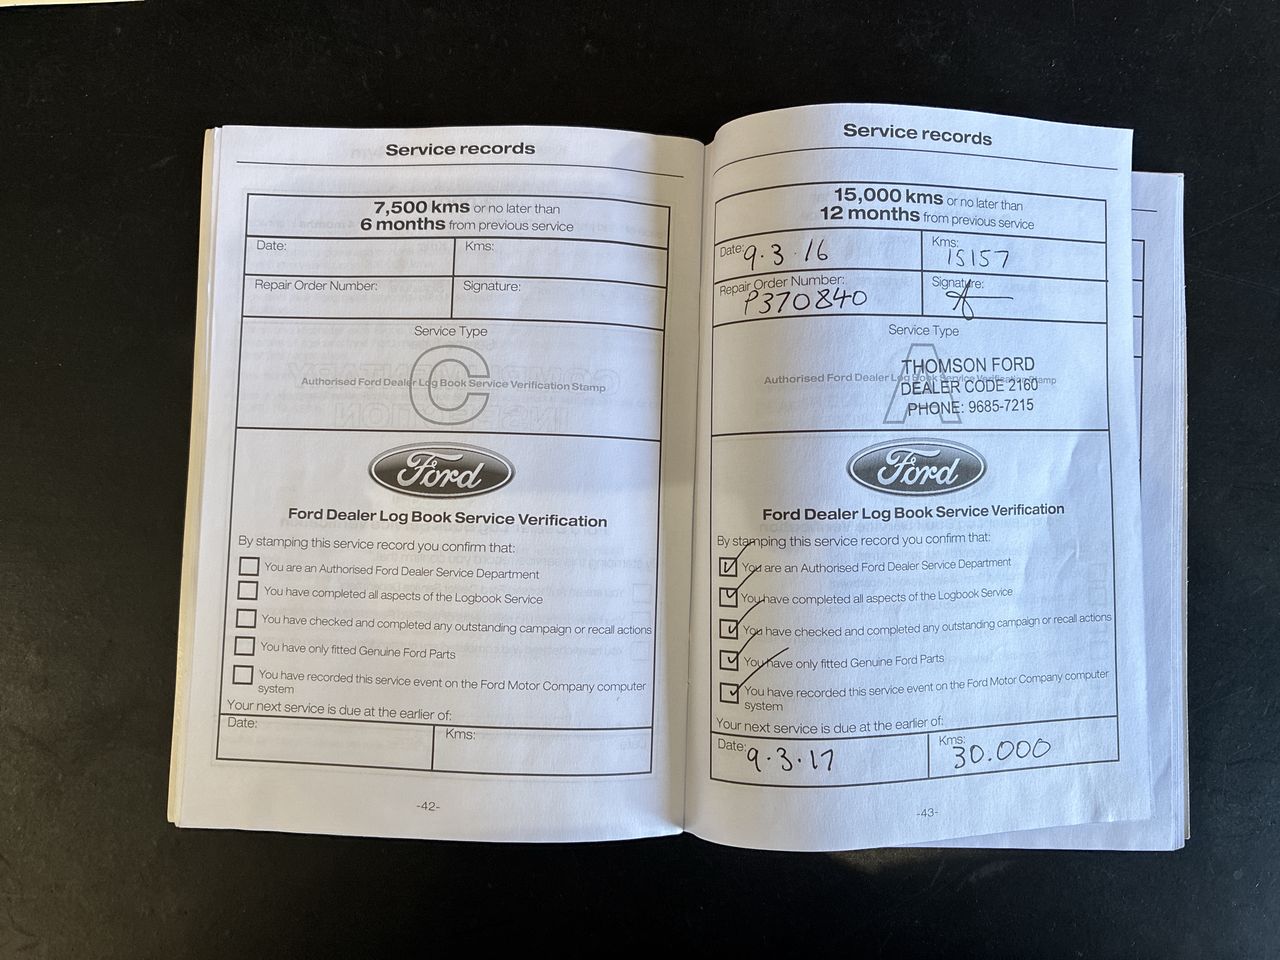 Service records
7,500 kms or no later than
6 months from previous service
Date:
Kms:
Repair Order Number:
Signature:
Service Type
C
Authorised Ford Dealer Log Book Service Verification Stamp
Ford
Ford Dealer Log Book Service Verification
By stamping this service record you confirm that:
You are an Authorised Ford Dealer Service Department
You have completed all aspects of the Logbook Service
You have checked and completed any outstanding campaign or recall actions
You have only fitted Genuine Ford Parts
You have recorded this service event on the Ford Motor Company computer
system
Your next service is due at the earlier of:
Date:
Kms:
-42-
Service records
15,000 kms or no later than
12 months from previous service
Date: 9.3.16
Kms: 15157
Repair Order Number:
P370840
Signature:
Service Type
A
Authorised Ford Dealer Log Book Service Verification Stamp
THOMSON FORD
DEALER CODE 2160
PHONE: 9685-7215
Ford
Ford Dealer Log Book Service Verification
By stamping this service record you confirm that:
You are an Authorised Ford Dealer Service Department
You have completed all aspects of the Logbook Service
You have checked and completed any outstanding campaign or recall actions
You have only fitted Genuine Ford Parts
You have recorded this service event on the Ford Motor Company computer
system
Your next service is due at the earlier of:
Date: 9.3.17
Kms: 30.000
-43-